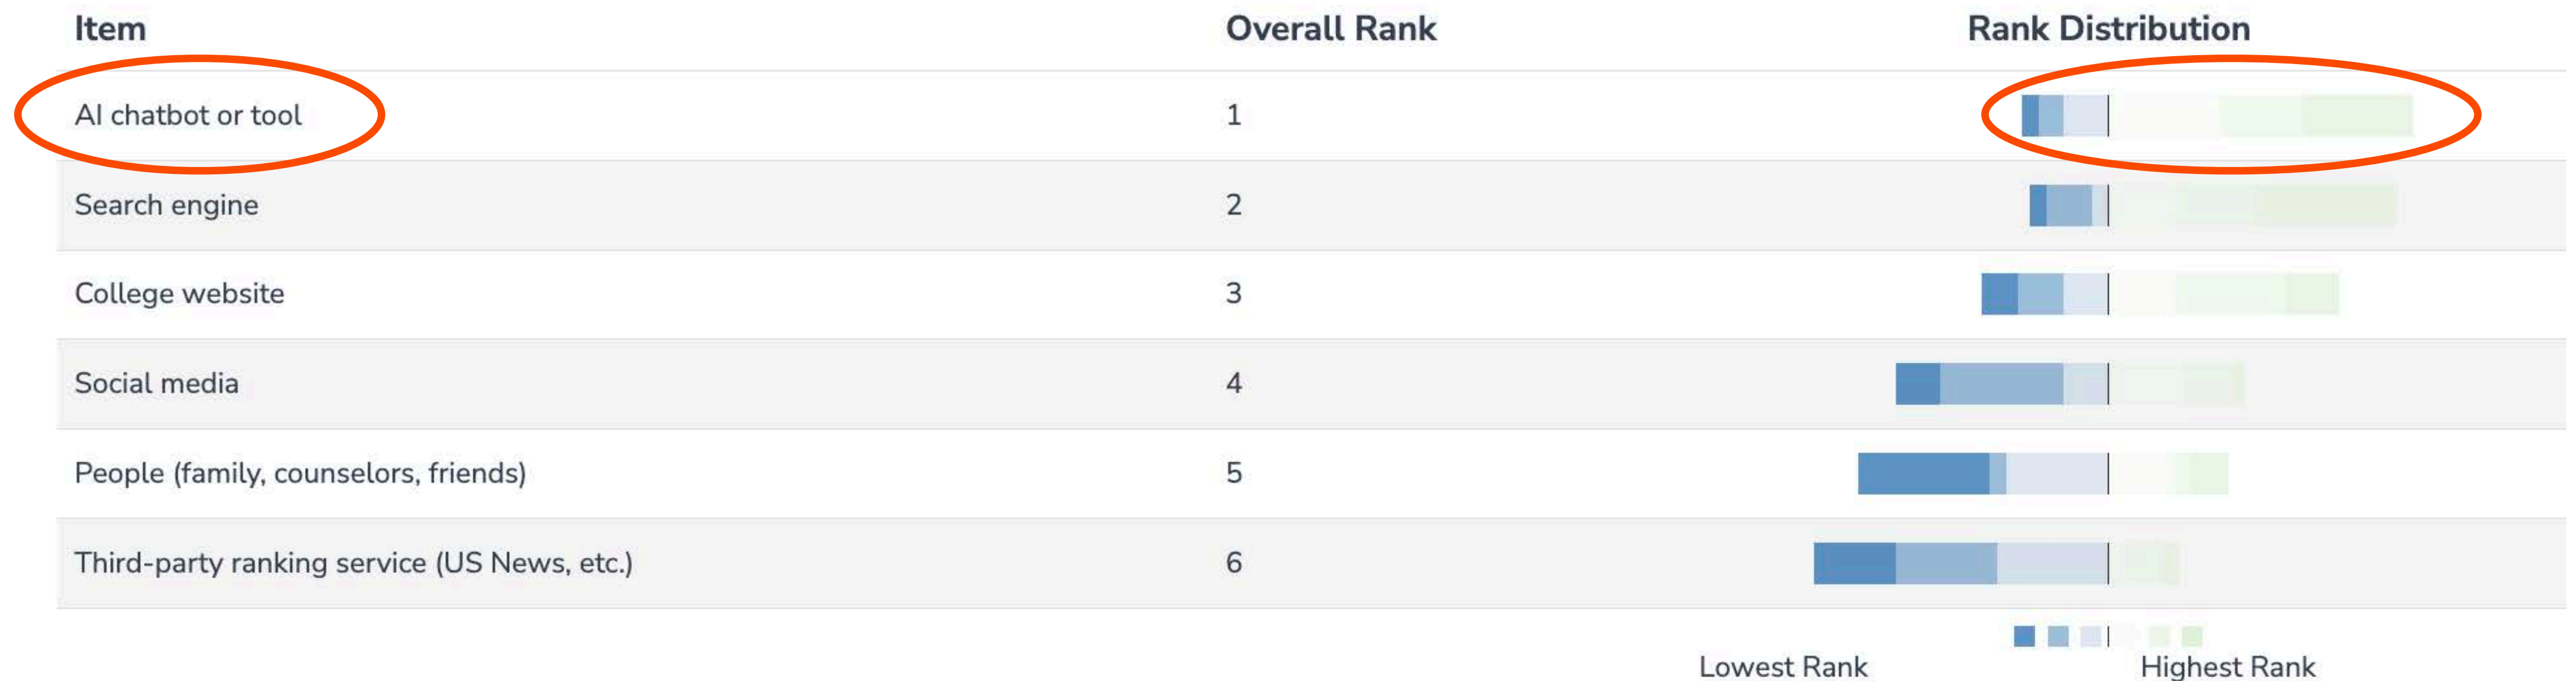 Item Overall Rank Rank Distribution
AI chatbot or tool 1
Search engine 2
College website 3
Social media 4
People (family, counselors, friends) 5
Third-party ranking service (US News, etc.) 6
Lowest Rank Highest Rank